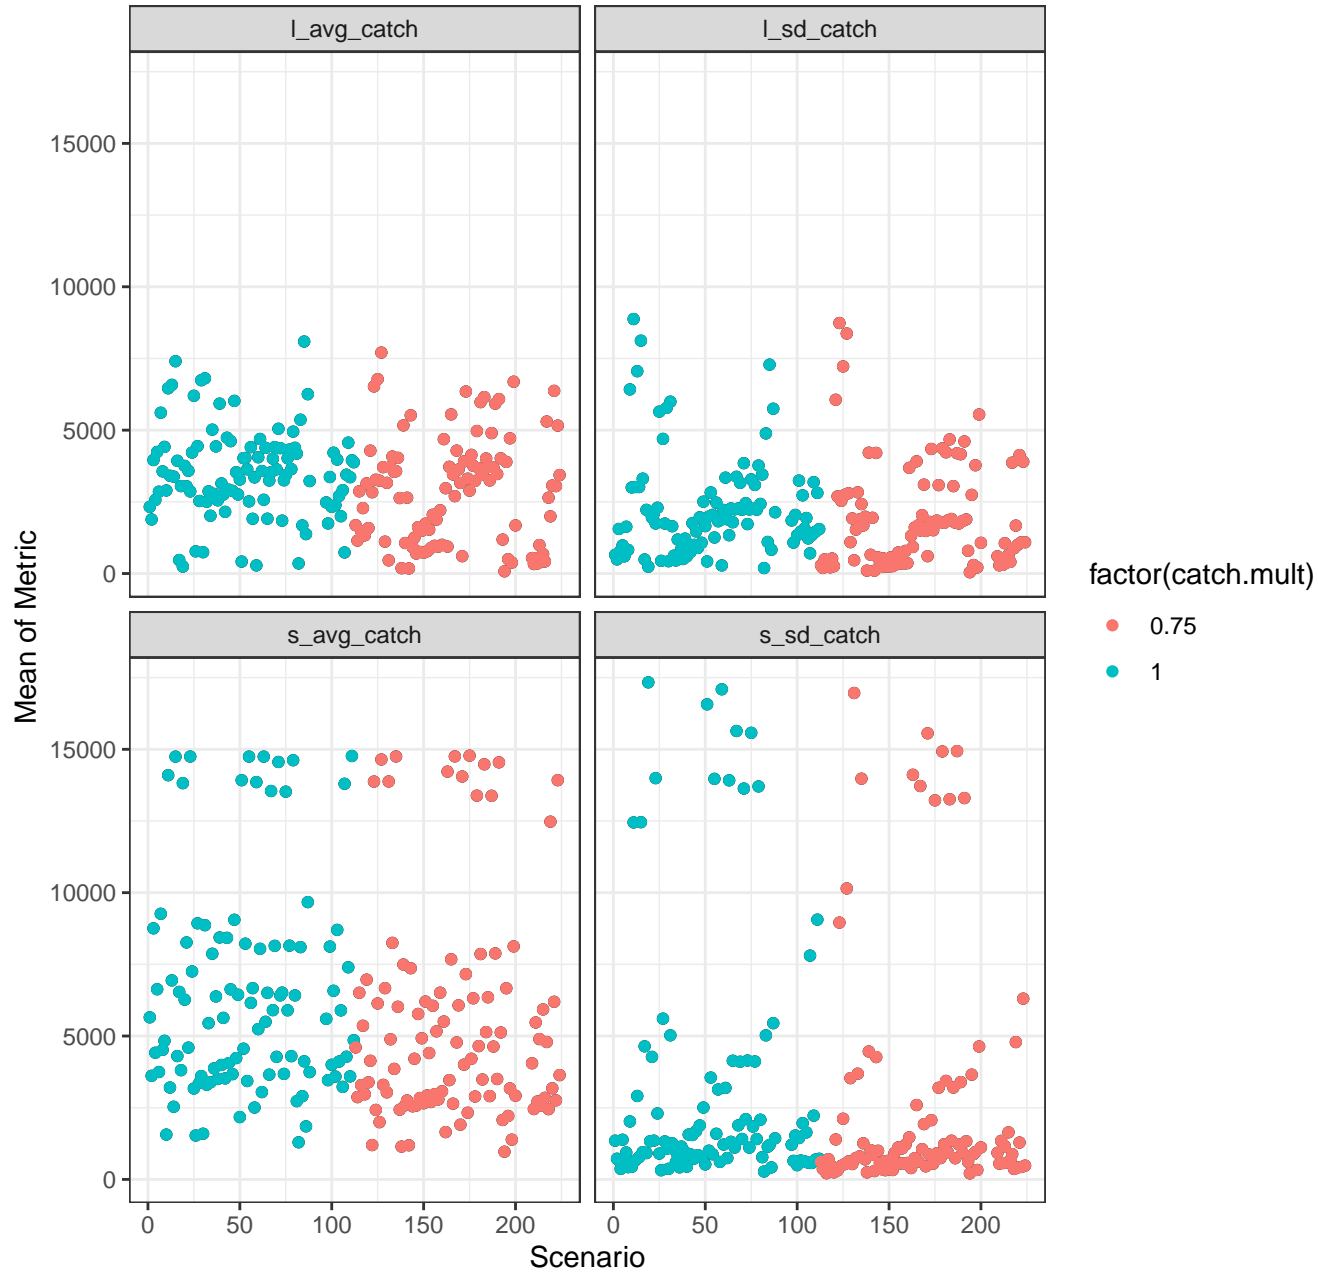 l_avg_catch
l_sd_catch
15000
10000
5000
0
s_avg_catch
s_sd_catch
15000
10000
5000
0
0
50
100
150
200
0
50
100
150
200
Scenario
Mean of Metric
factor(catch.mult)
0.75
1